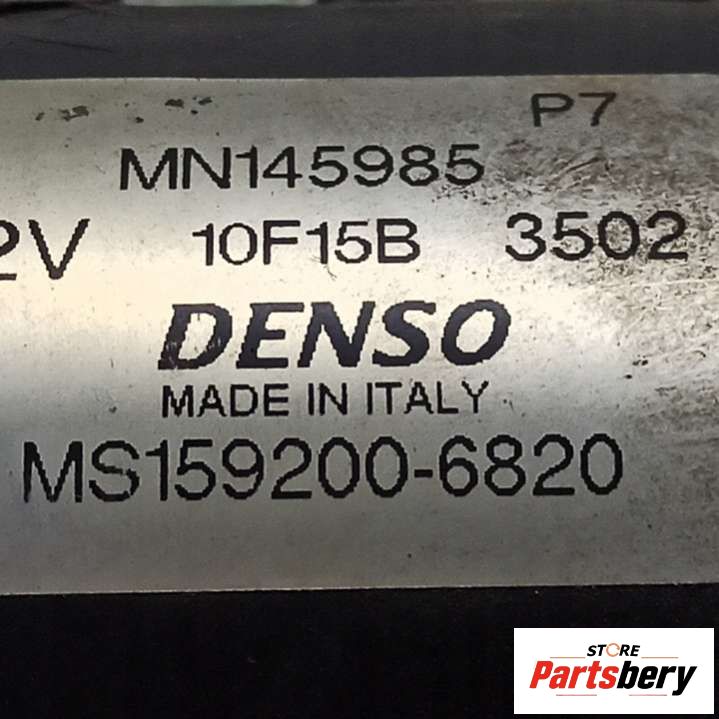 P7
MN145985
2V 10F15B 3502
DENSO
MADE IN ITALY
MS159200-6820
STORE
Partsbery